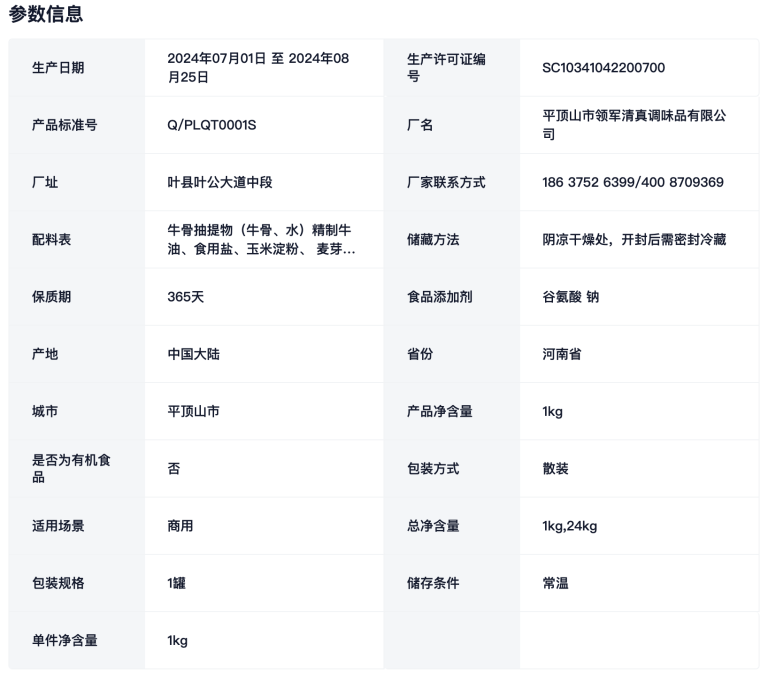 参数信息
生产日期
2024年07月01日 至 2024年08
月25日
生产许可证编
号
SC10341042200700
产品标准号
Q/PLQT0001S
厂名
平顶山市领军清真调味品有限公
司
厂址
叶县叶公大道中段
厂家联系方式
186 3752 6399/400 8709369
配料表
牛骨抽提物（牛骨、水）精制牛
油、食用盐、玉米淀粉、 麦芽...
储藏方法
阴凉干燥处，开封后需密封冷藏
保质期
365天
食品添加剂
谷氨酸 钠
产地
中国大陆
省份
河南省
城市
平顶山市
产品净含量
1kg
是否为有机食
品
否
包装方式
散装
适用场景
商用
总净含量
1kg,24kg
包装规格
1罐
储存条件
常温
单件净含量
1kg